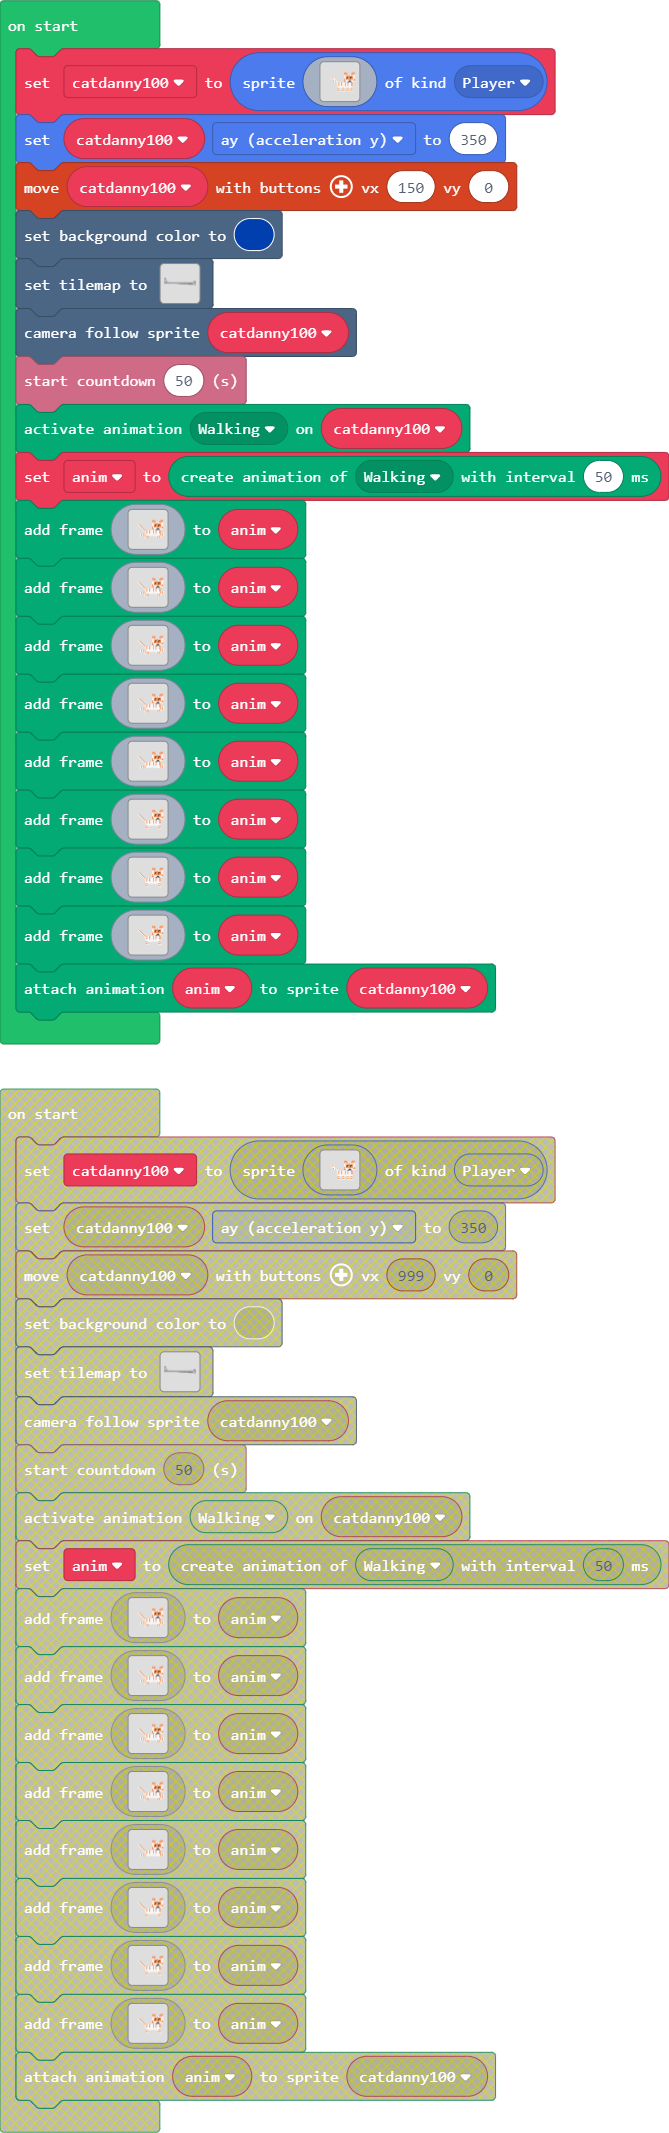 on start
set catdanny100 to sprite of kind Player
set catdanny100 ay (acceleration y) to 350
move catdanny100 with buttons vx 150 vy 0
set background color to
set tilemap to
camera follow sprite catdanny100
start countdown 50 (s)
activate animation Walking on catdanny100
set anim to create animation of Walking with interval 50 ms
add frame to anim
add frame to anim
add frame to anim
add frame to anim
add frame to anim
add frame to anim
add frame to anim
add frame to anim
attach animation anim to sprite catdanny100
on start
set catdanny100 to sprite of kind Player
set catdanny100 ay (acceleration y) to 350
move catdanny100 with buttons vx 999 vy 0
set background color to
set tilemap to
camera follow sprite catdanny100
start countdown 50 (s)
activate animation Walking on catdanny100
set anim to create animation of Walking with interval 50 ms
add frame to anim
add frame to anim
add frame to anim
add frame to anim
add frame to anim
add frame to anim
add frame to anim
add frame to anim
attach animation anim to sprite catdanny100